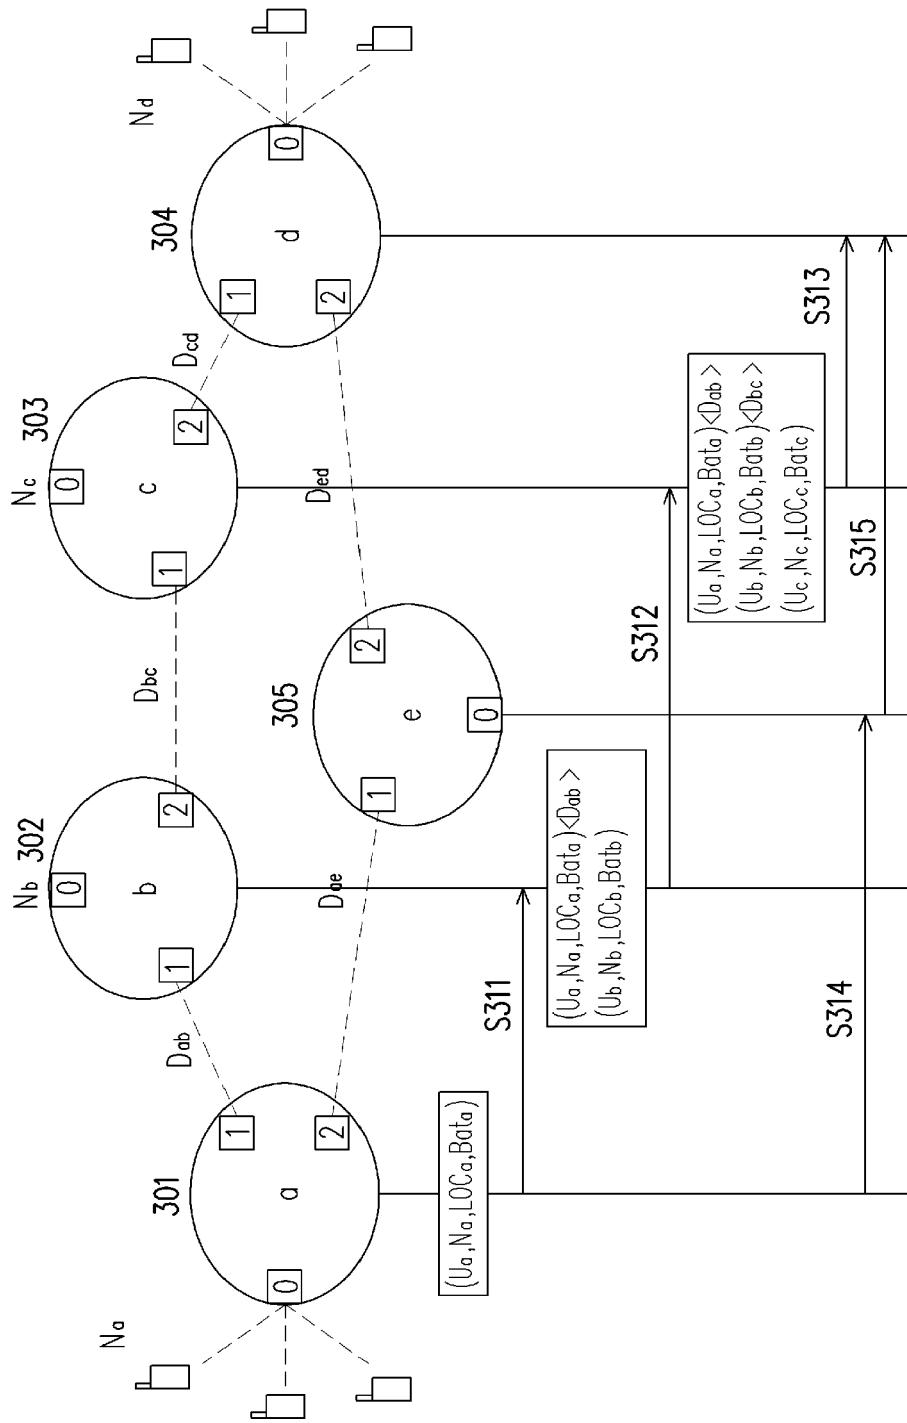 Na
Nb
Nc
Nd
301
302
303
304
305
0
a
1
2
0
b
1
2
0
c
1
2
0
d
1
2
0
e
1
2
Dab
Dbc
Dcd
Dae
Ded
(Ua,Na,LOCa,Bata)
S311
(Ua,Na,LOCa,Bata)<Dab>
(Ub,Nb,LOCb,Batb)
S312
(Ua,Na,LOCa,Bata)<Dab>
(Ub,Nb,LOCb,Batb)<Dbc>
(Uc,Nc,LOCc,Batc)
S313
S314
S315